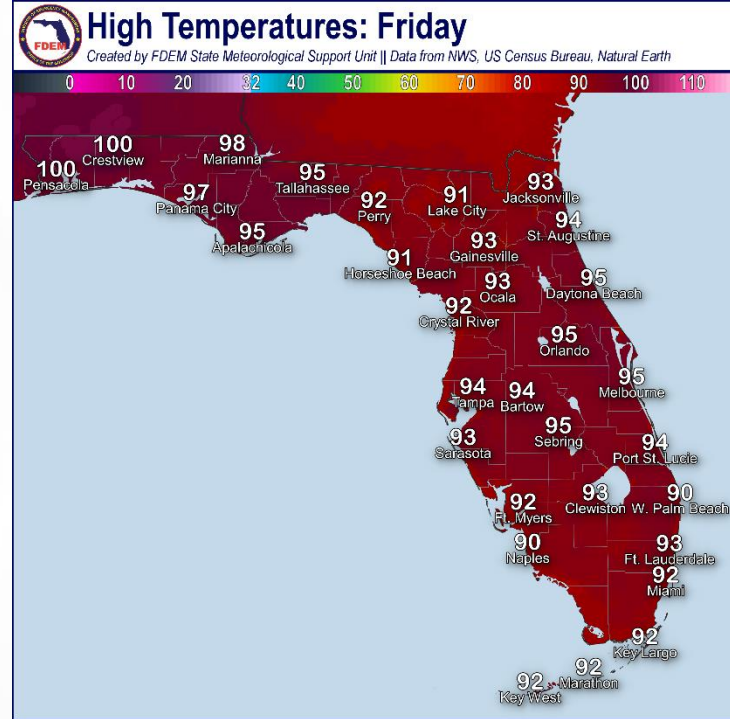 High Temperatures: Friday
Created by FDEM State Meteorological Support Unit || Data from NWS, US Census Bureau, Natural Earth
FDEM
0 10 20 32 40 50 60 70 80 90 100 110
100
Crestview
98
Marianna
100
Pensacola
95
Tallahassee
97
Panama City
92
Perry
91
Lake City
93
Jacksonville
95
Apalachicola
94
St. Augustine
93
Gainesville
91
Horseshoe Beach
93
Ocala
95
Daytona Beach
92
Crystal River
95
Orlando
95
Melbourne
94
Tampa
94
Bartow
95
Sebring
93
Sarasota
94
Port St. Lucie
92
Ft. Myers
93
Clewiston
90
W. Palm Beach
90
Naples
93
Ft. Lauderdale
92
Miami
92
Key Largo
92
Marathon
92
Key West